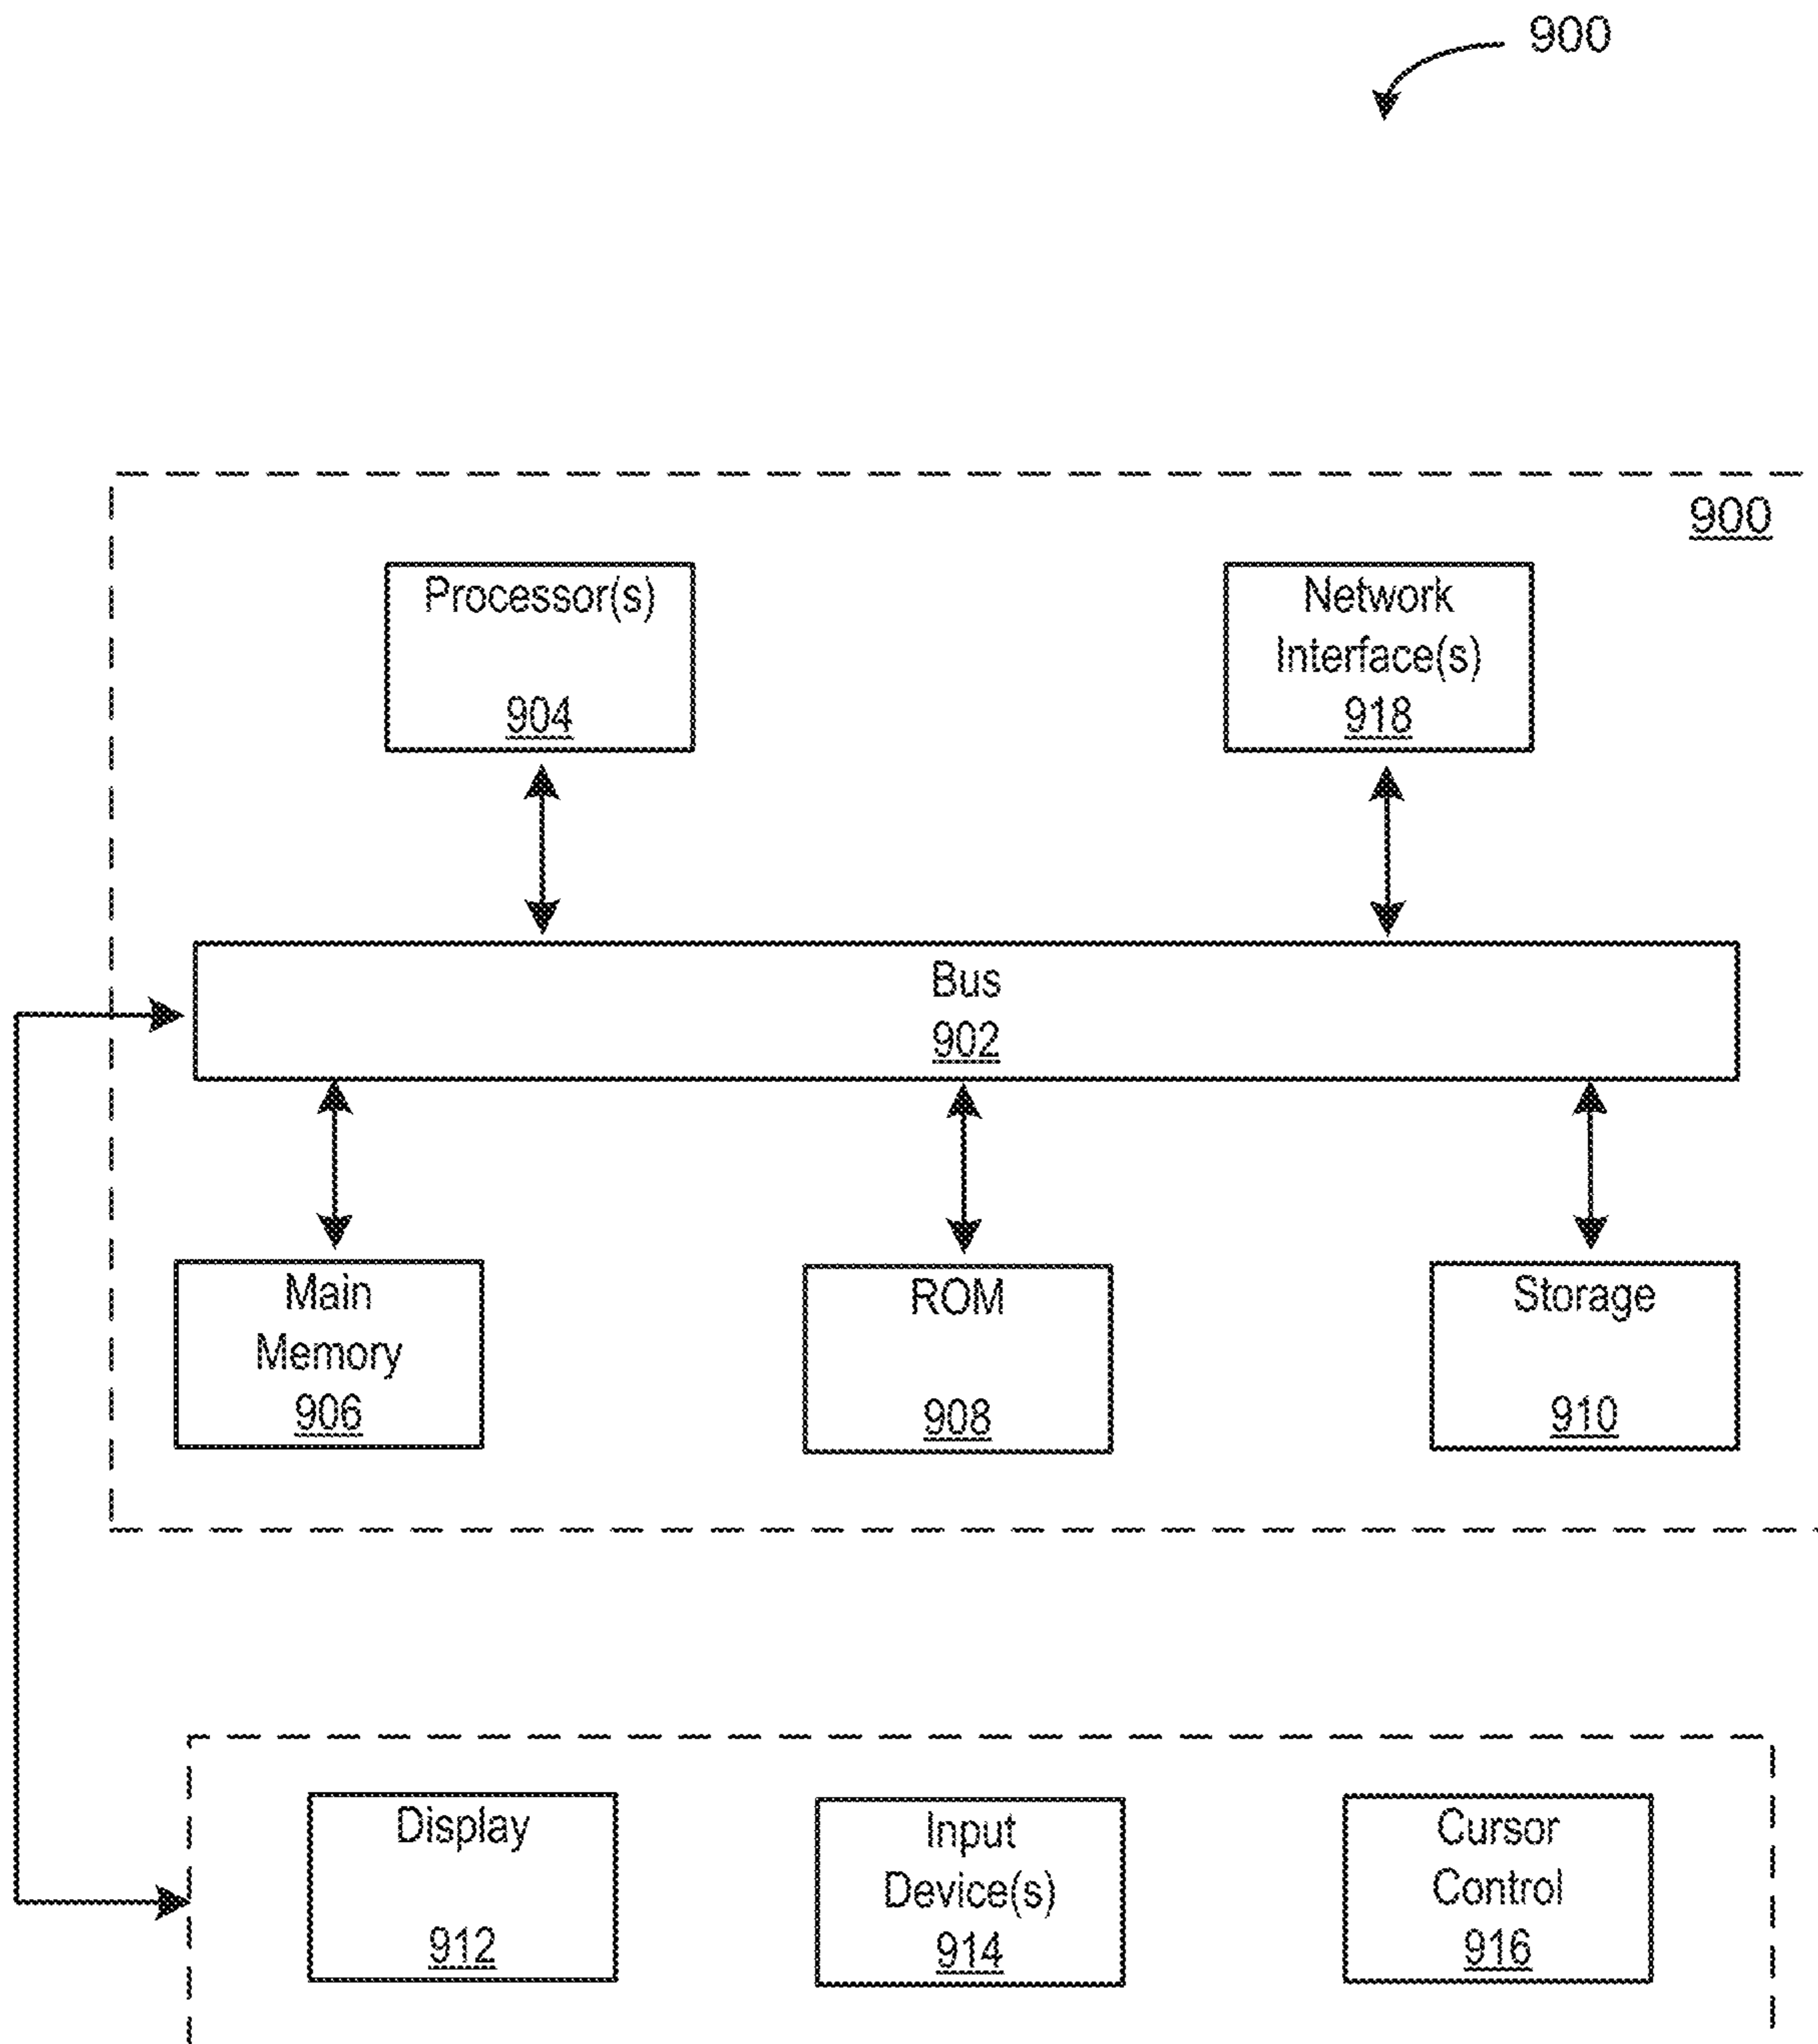 900
900
Processor(s)
904
Network
Interface(s)
918
Bus
902
Main
Memory
906
ROM
908
Storage
910
Display
912
Input
Device(s)
914
Cursor
Control
916